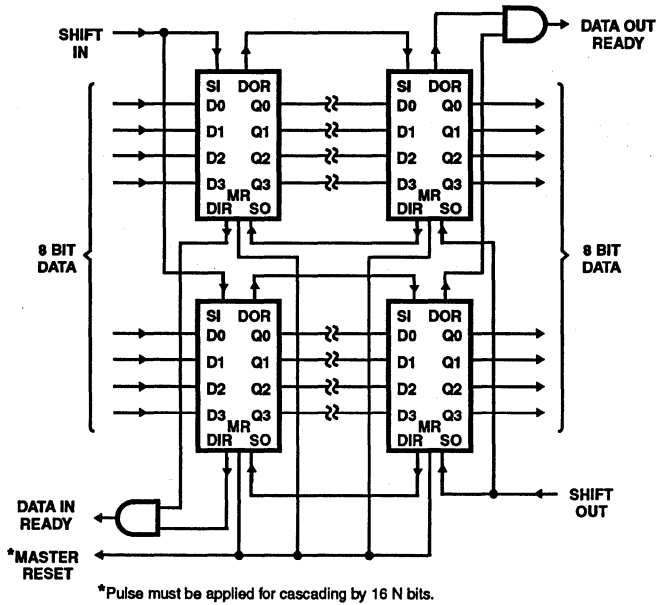 SHIFT
IN
DATA OUT
READY
SI DOR
D0 Q0
D1 Q1
D2 Q2
D3 Q3
MR
DIR SO
SI DOR
D0 Q0
D1 Q1
D2 Q2
D3 Q3
MR
DIR SO
8 BIT
DATA
8 BIT
DATA
SI DOR
D0 Q0
D1 Q1
D2 Q2
D3 Q3
MR
DIR SO
SI DOR
D0 Q0
D1 Q1
D2 Q2
D3 Q3
MR
DIR SO
DATA IN
READY
SHIFT
OUT
*MASTER
RESET
*Pulse must be applied for cascading by 16 N bits.